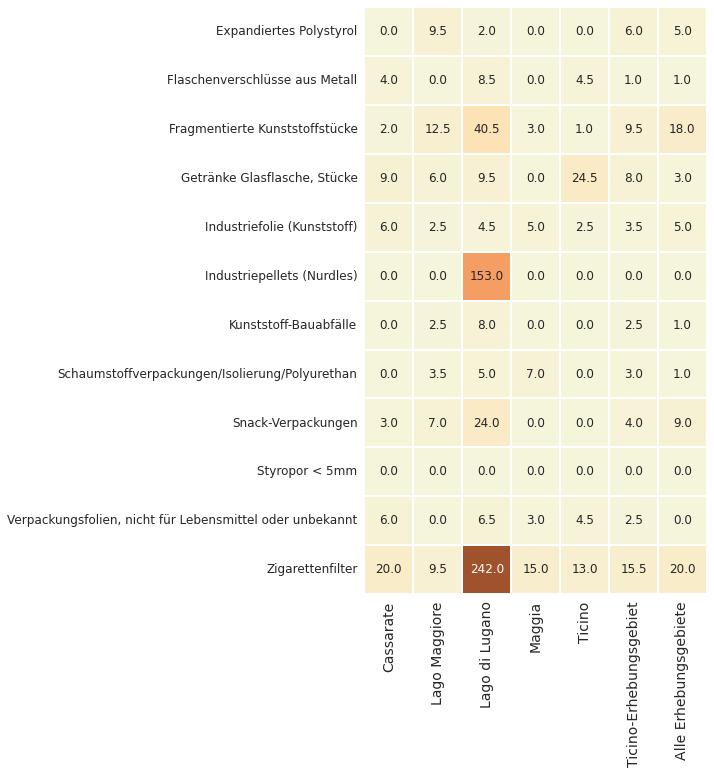 Expandiertes Polystyrol 0.0 9.5 2.0 0.0 0.0 6.0 5.0
Flaschenverschlüsse aus Metall 4.0 0.0 8.5 0.0 4.5 1.0 1.0
Fragmentierte Kunststoffstücke 2.0 12.5 40.5 3.0 1.0 9.5 18.0
Getränke Glasflasche, Stücke 9.0 6.0 9.5 0.0 24.5 8.0 3.0
Industriefolie (Kunststoff) 6.0 2.5 4.5 5.0 2.5 3.5 5.0
Industriepellets (Nurdles) 0.0 0.0 153.0 0.0 0.0 0.0 0.0
Kunststoff-Bauabfälle 0.0 2.5 8.0 0.0 0.0 2.5 1.0
Schaumstoffverpackungen/Isolierung/Polyurethan 0.0 3.5 5.0 7.0 0.0 3.0 1.0
Snack-Verpackungen 3.0 7.0 24.0 0.0 0.0 4.0 9.0
Styropor < 5mm 0.0 0.0 0.0 0.0 0.0 0.0 0.0
Verpackungsfolien, nicht für Lebensmittel oder unbekannt 6.0 0.0 6.5 3.0 4.5 2.5 0.0
Zigarettenfilter 20.0 9.5 242.0 15.0 13.0 15.5 20.0
Cassarate
Lago Maggiore
Lago di Lugano
Maggia
Ticino
Ticino-Erhebungsgebiet
Alle Erhebungsgebiete